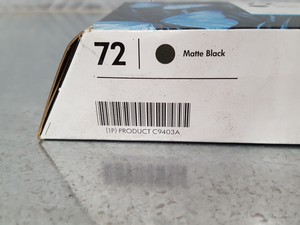 72 Matte Black
(1P) PRODUCT C9403A